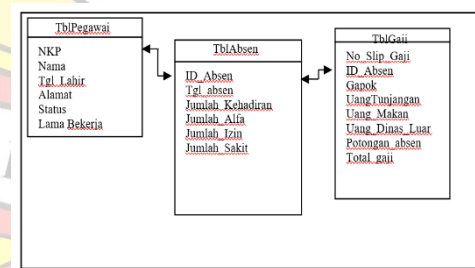 TblPegawai
NKP
Nama
Tgl_Lahir
Alamat
Status
Lama Bekerja
TblAbsen
ID_Absen
Tgl_absen
Jumlah_Kehadiran
Jumlah_Alfa
Jumlah_Izin
Jumlah_Sakit
TblGaji
No_Slip_Gaji
ID_Absen
Gapok
UangTunjangan
Uang_Makan
Uang_Dinas_Luar
Potongan_absen
Total_gaji